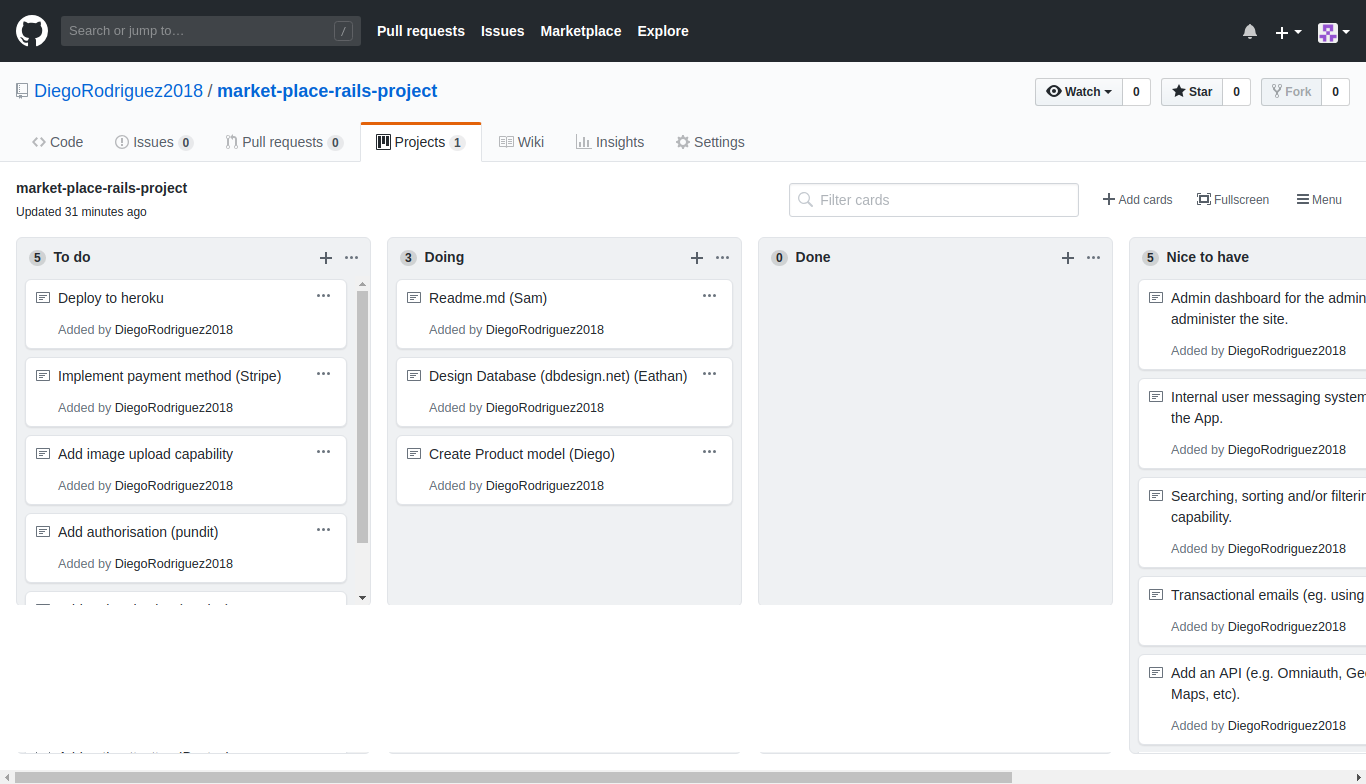 Search or jump to… /
Pull requests Issues Marketplace Explore
DiegoRodriguez2018 / market-place-rails-project
Watch 0 Star 0 Fork 0
Code Issues 0 Pull requests 0 Projects 1 Wiki Insights Settings
market-place-rails-project
Updated 31 minutes ago
Filter cards
Add cards Fullscreen Menu
5 To do
Deploy to heroku
Added by DiegoRodriguez2018
Implement payment method (Stripe)
Added by DiegoRodriguez2018
Add image upload capability
Added by DiegoRodriguez2018
Add authorisation (pundit)
Added by DiegoRodriguez2018
3 Doing
Readme.md (Sam)
Added by DiegoRodriguez2018
Design Database (dbdesign.net) (Eathan)
Added by DiegoRodriguez2018
Create Product model (Diego)
Added by DiegoRodriguez2018
0 Done
5 Nice to have
Admin dashboard for the admin
administer the site.
Added by DiegoRodriguez2018
Internal user messaging system
the App.
Added by DiegoRodriguez2018
Searching, sorting and/or filterin
capability.
Added by DiegoRodriguez2018
Transactional emails (eg. using
Added by DiegoRodriguez2018
Add an API (e.g. Omniauth, Geo
Maps, etc).
Added by DiegoRodriguez2018